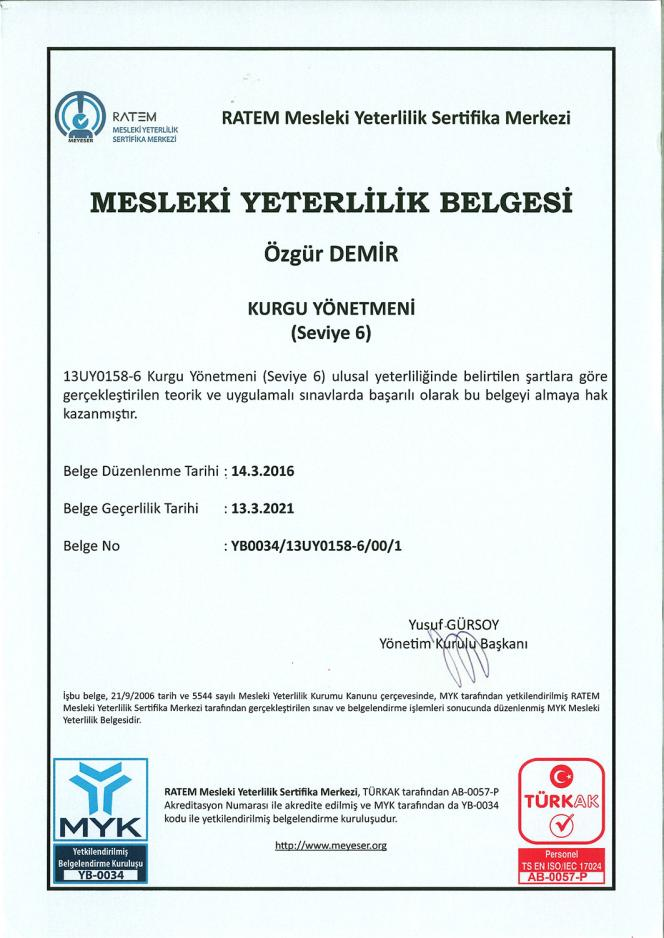 RATEM
MESLEKİ YETERLİLİK
SERTİFİKA MERKEZİ
MEYESER
RATEM Mesleki Yeterlilik Sertifika Merkezi
MESLEKİ YETERLİLİK BELGESİ
Özgür DEMİR
KURGU YÖNETMENİ
(Seviye 6)
13UY0158-6 Kurgu Yönetmeni (Seviye 6) ulusal yeterliliğinde belirtilen şartlara göre
gerçekleştirilen teorik ve uygulamalı sınavlarda başarılı olarak bu belgeyi almaya hak
kazanmıştır.
Belge Düzenlenme Tarihi : 14.3.2016
Belge Geçerlilik Tarihi : 13.3.2021
Belge No : YB0034/13UY0158-6/00/1
Yusuf GÜRSOY
Yönetim Kurulu Başkanı
İşbu belge, 21/9/2006 tarih ve 5544 sayılı Mesleki Yeterlilik Kurumu Kanunu çerçevesinde, MYK tarafından yetkilendirilmiş RATEM
Mesleki Yeterlilik Sertifika Merkezi tarafından gerçekleştirilen sınav ve belgelendirme işlemleri sonucunda düzenlenmiş MYK Mesleki
Yeterlilik Belgesidir.
MYK
Yetkilendirilmiş
Belgelendirme Kuruluşu
YB-0034
RATEM Mesleki Yeterlilik Sertifika Merkezi, TÜRKAK tarafından AB-0057-P
Akreditasyon Numarası ile akredite edilmiş ve MYK tarafından da YB-0034
kodu ile yetkilendirilmiş belgelendirme kuruluşudur.
http://www.meyeser.org
TÜRKAK
Personel
TS EN ISO/IEC 17024
AB-0057-P